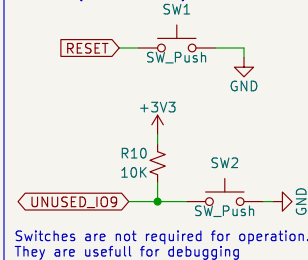 SW1
RESET
SW_Push
GND
+3V3
R10
10K
SW2
UNUSED_IO9
SW_Push
GND
Switches are not required for operation.
They are usefull for debugging